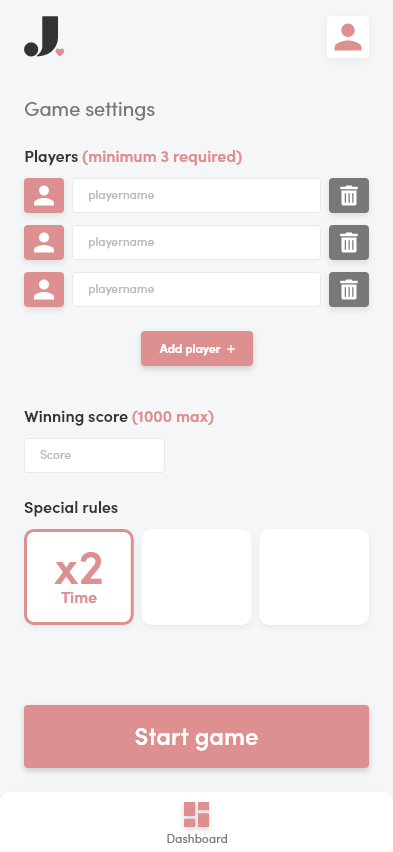 J
Game settings
Players (minimum 3 required)
playername
playername
playername
Add player +
Winning score (1000 max)
Score
Special rules
x2
Time
Start game
Dashboard